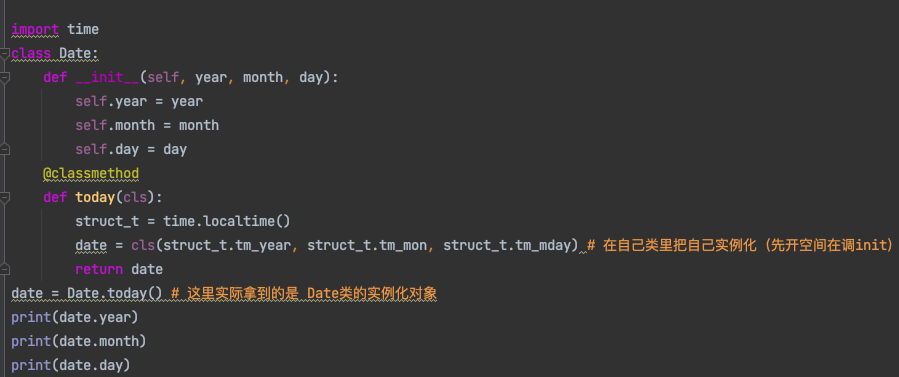 import time
class Date:
    def __init__(self, year, month, day):
        self.year = year
        self.month = month
        self.day = day
    @classmethod
    def today(cls):
        struct_t = time.localtime()
        date = cls(struct_t.tm_year, struct_t.tm_mon, struct_t.tm_mday) # 在自己类里把自己实例化（先开空间在调init）
        return date
date = Date.today() # 这里实际拿到的是 Date类的实例化对象
print(date.year)
print(date.month)
print(date.day)